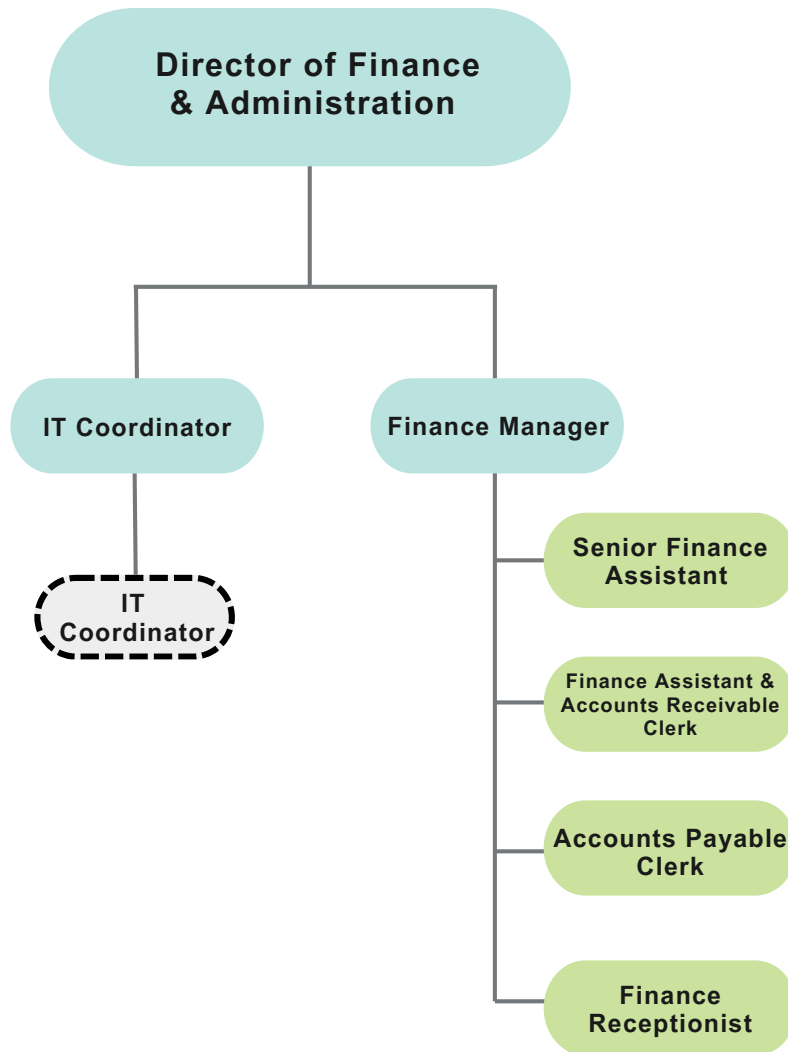 Director of Finance
& Administration
IT Coordinator
Finance Manager
IT
Coordinator
Senior Finance
Assistant
Finance Assistant &
Accounts Receivable
Clerk
Accounts Payable
Clerk
Finance
Receptionist